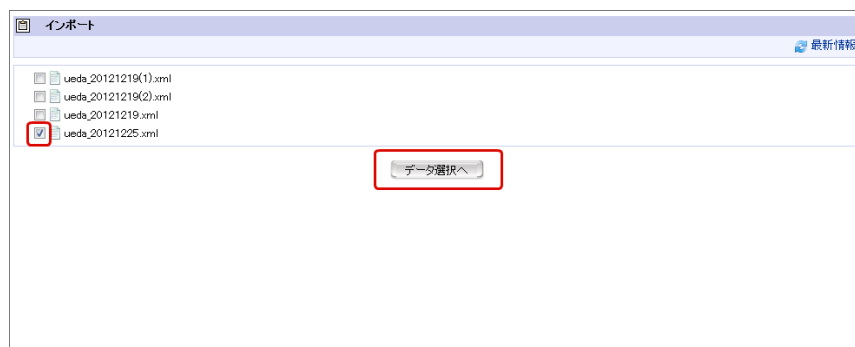 インポート
最新情報
ueda_20121219(1).xml
ueda_20121219(2).xml
ueda_20121219.xml
ueda_20121225.xml
データ選択へ